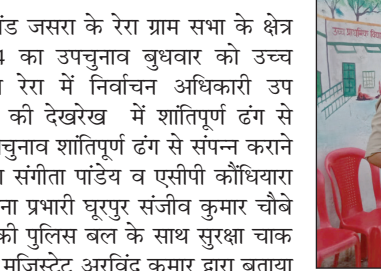 ंड जसरा के रेरा ग्राम सभा के क्षेत्र
4 का उपचुनाव बुधवार को उच्च
रेरा में निर्वाचन अधिकारी उप
की देखरेख में शांतिपूर्ण ढंग से
चुनाव शांतिपूर्ण ढंग से संपन्न कराने
संगीता पांडेय व एसीपी कौंधियारा
ना प्रभारी घूरपुर संजीव कुमार चौबे
की पुलिस बल के साथ सुरक्षा चाक
मजिस्ट्रेट अरविंद कुमार द्वारा बताया